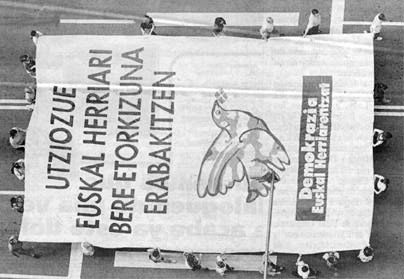 UTZIOZUE
EUSKAL HERRIARI
BERE ETORKIZUNA
ERABAKITZEN
Demokrazia
Euskal Herriarentzat